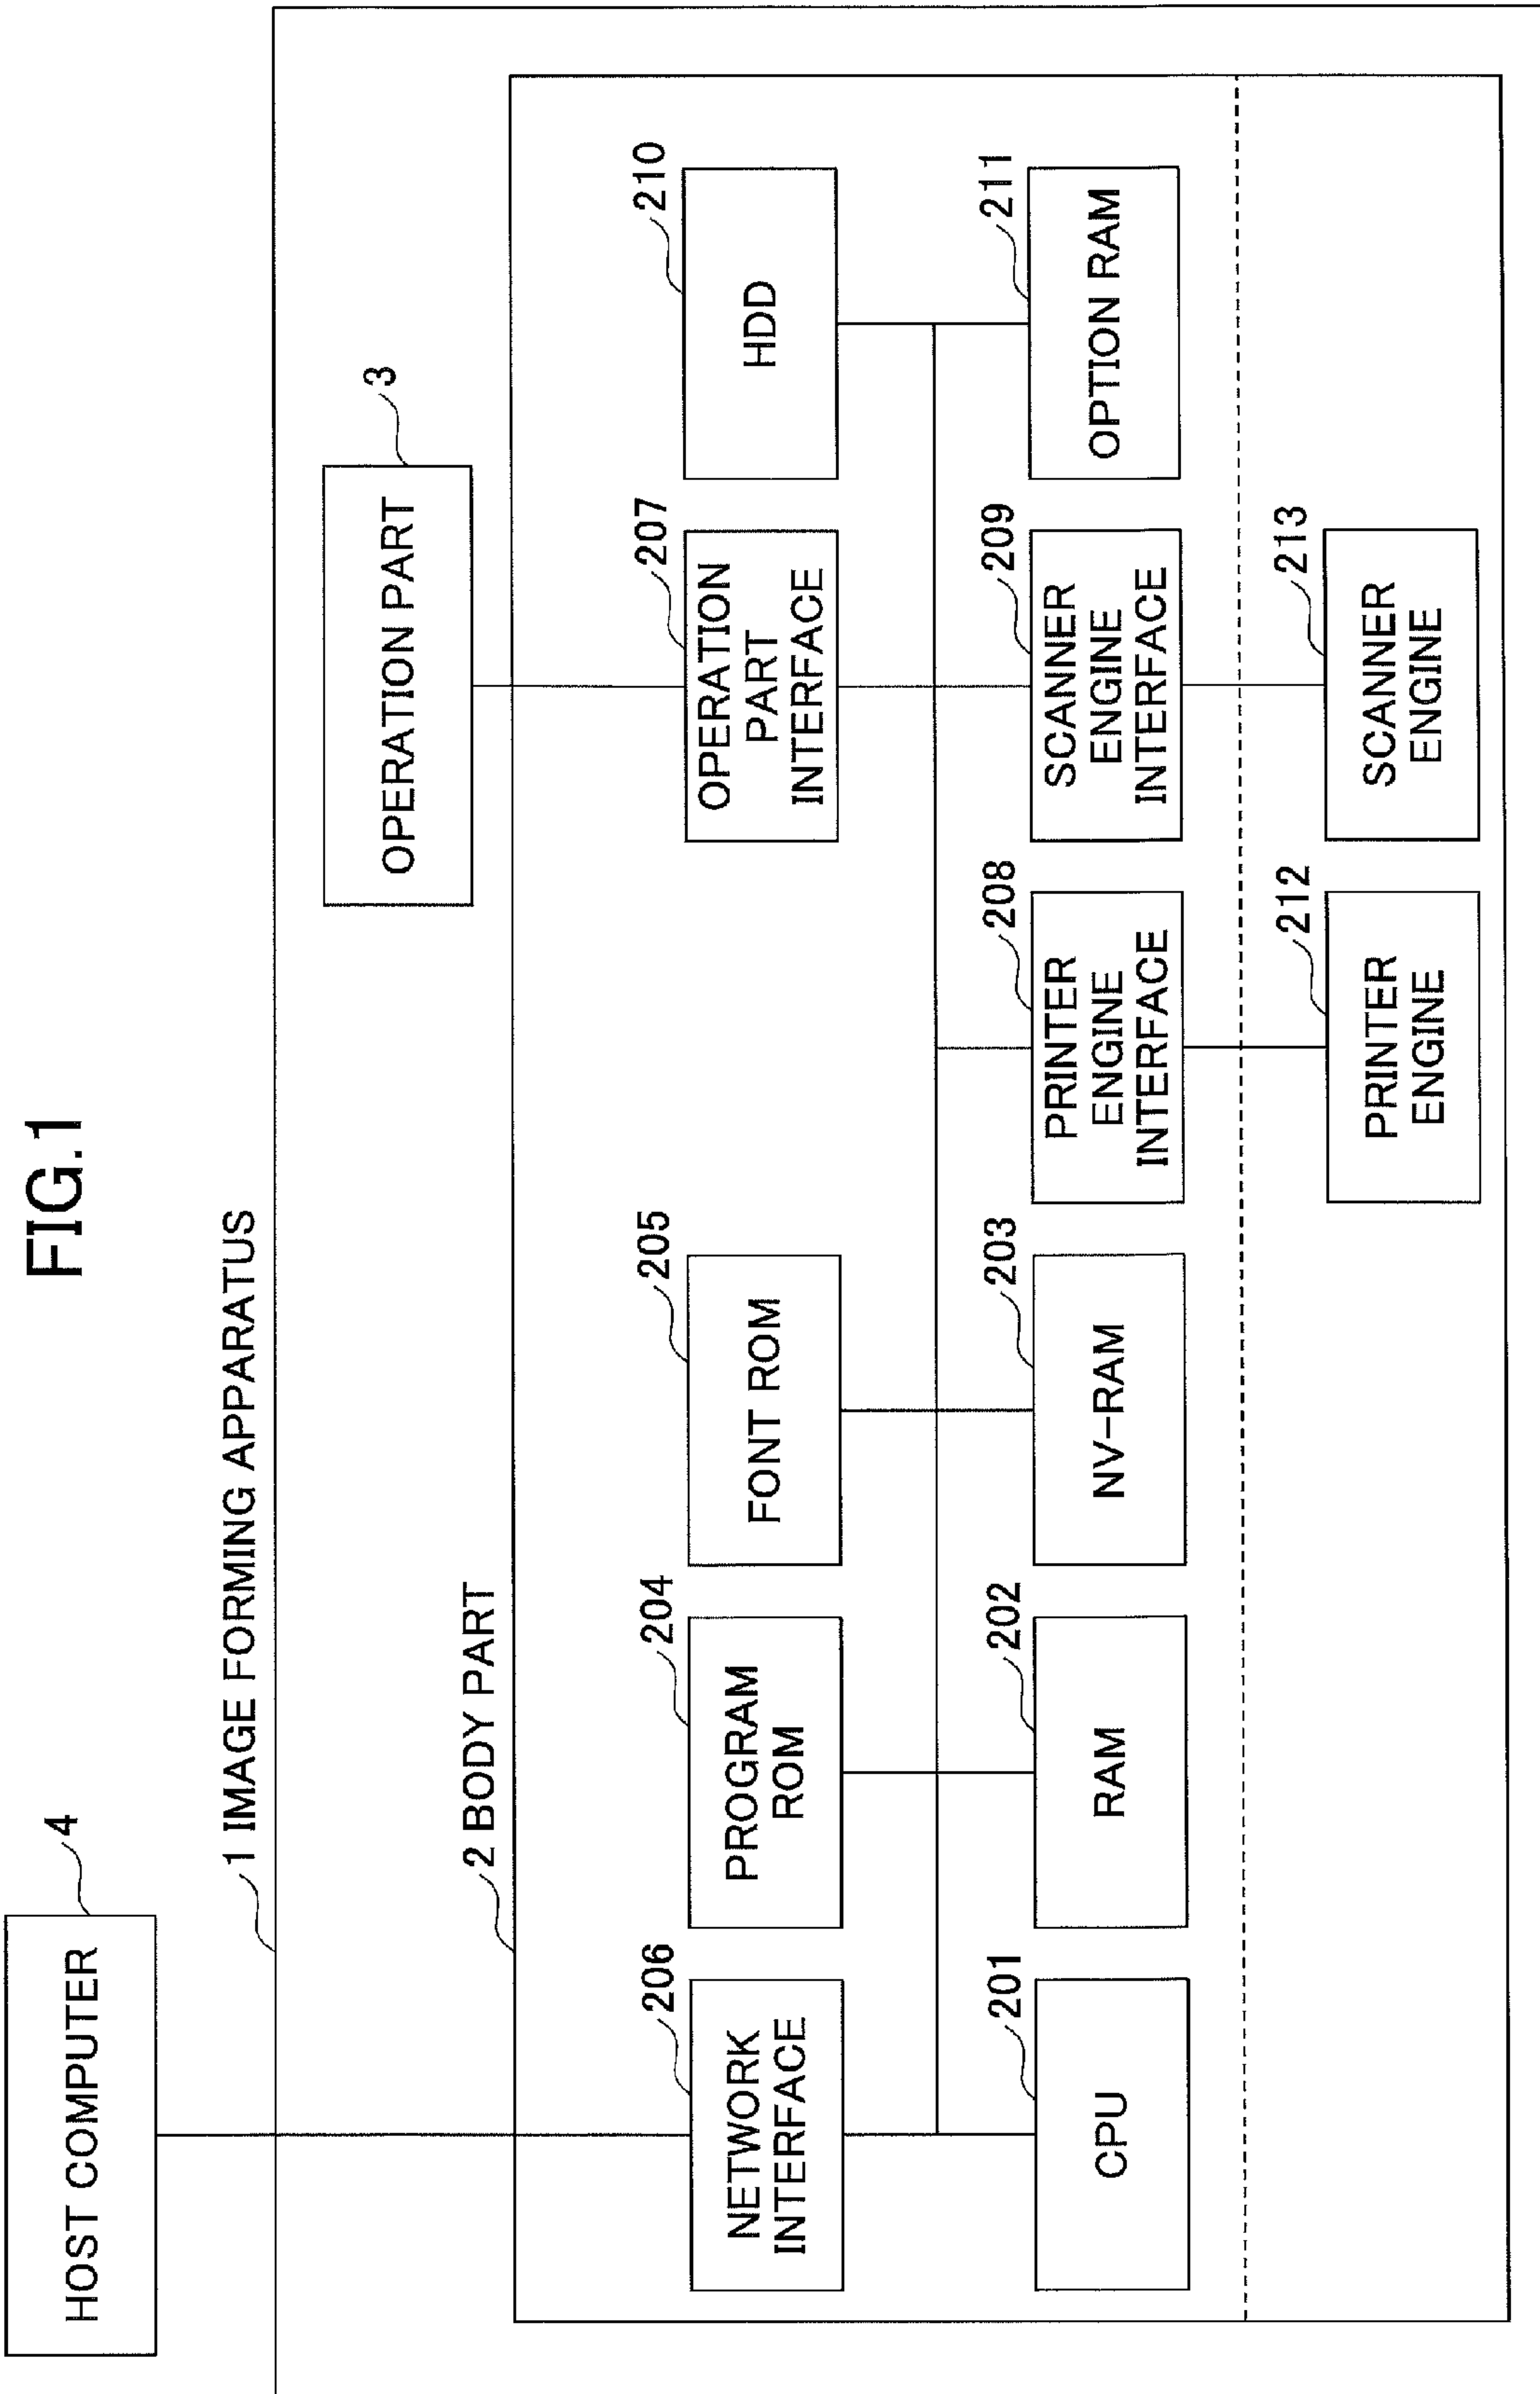 FIG.1
HOST COMPUTER
4
1 IMAGE FORMING APPARATUS
OPERATION PART
3
2 BODY PART
NETWORK
INTERFACE
206
PROGRAM
ROM
204
FONT ROM
205
OPERATION
PART
INTERFACE
207
HDD
210
CPU
201
RAM
202
NV-RAM
203
PRINTER
ENGINE
INTERFACE
208
SCANNER
ENGINE
INTERFACE
209
OPTION RAM
211
PRINTER
ENGINE
212
SCANNER
ENGINE
213